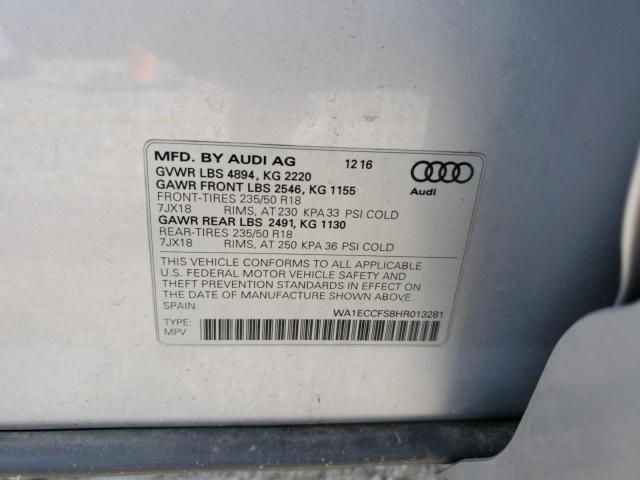 MFD. BY AUDI AG 12 16
GVWR LBS 4894, KG 2220
GAWR FRONT LBS 2546, KG 1155
FRONT-TIRES 235/50 R18
7JX18 RIMS, AT 230 KPA 33 PSI COLD
GAWR REAR LBS 2491, KG 1130
REAR-TIRES 235/50 R18
7JX18 RIMS, AT 250 KPA 36 PSI COLD
Audi
THIS VEHICLE CONFORMS TO ALL APPLICABLE
U.S. FEDERAL MOTOR VEHICLE SAFETY AND
THEFT PREVENTION STANDARDS IN EFFECT ON
THE DATE OF MANUFACTURE SHOWN ABOVE.
SPAIN WA1ECCFS8HR013281
TYPE:
MPV